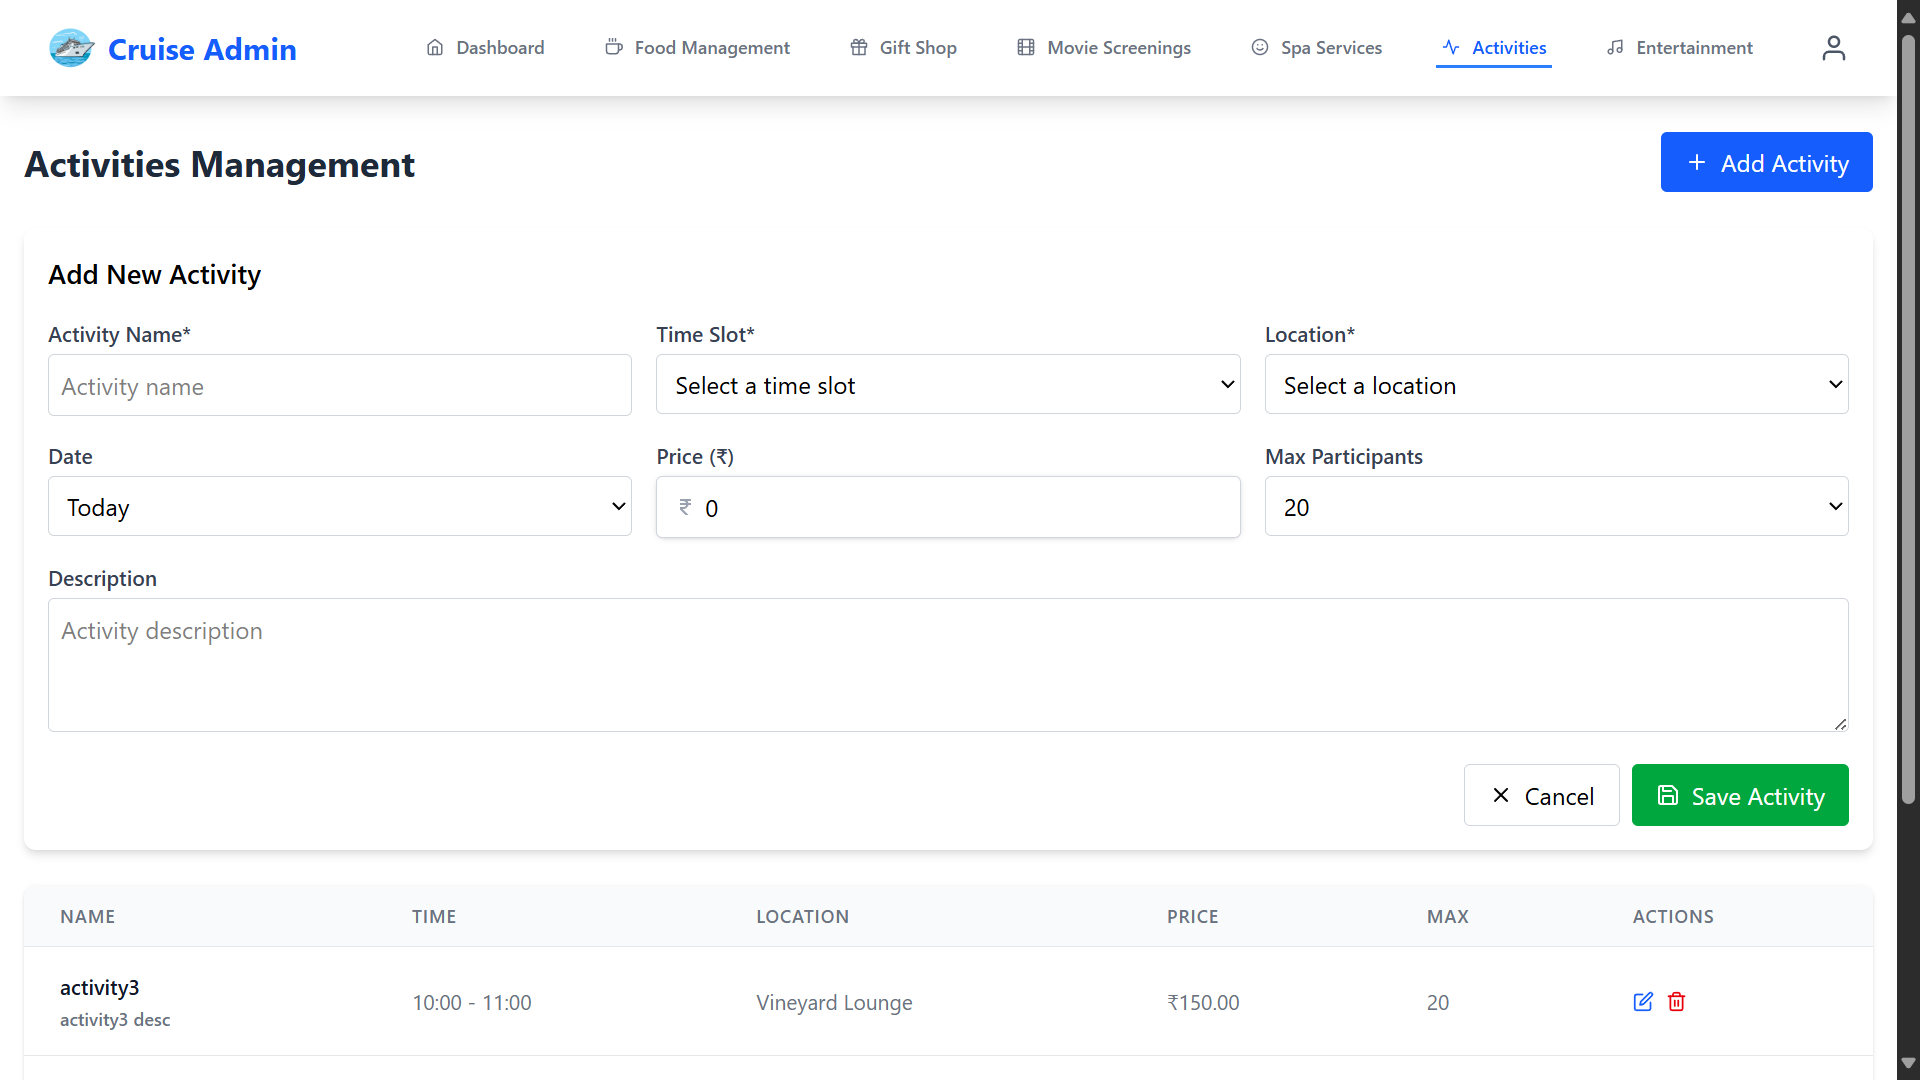 Cruise Admin
Dashboard
Food Management
Gift Shop
Movie Screenings
Spa Services
Activities
Entertainment
Activities Management
Add Activity
Add New Activity
Activity Name*
Time Slot*
Location*
Activity name
Select a time slot
Select a location
Date
Price (₹)
Max Participants
Today
₹ 0
20
Description
Activity description
Cancel
Save Activity
NAME TIME LOCATION PRICE MAX ACTIONS
activity3
activity3 desc
10:00 - 11:00
Vineyard Lounge
₹150.00
20